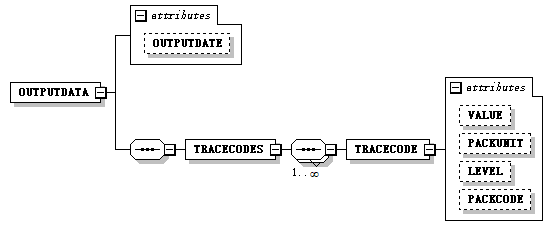 attributes
OUTPUTDATE
OUTPUTDATA
TRACECODES
1..∞
TRACECODE
attributes
VALUE
PACKUNIT
LEVEL
PACKCODE